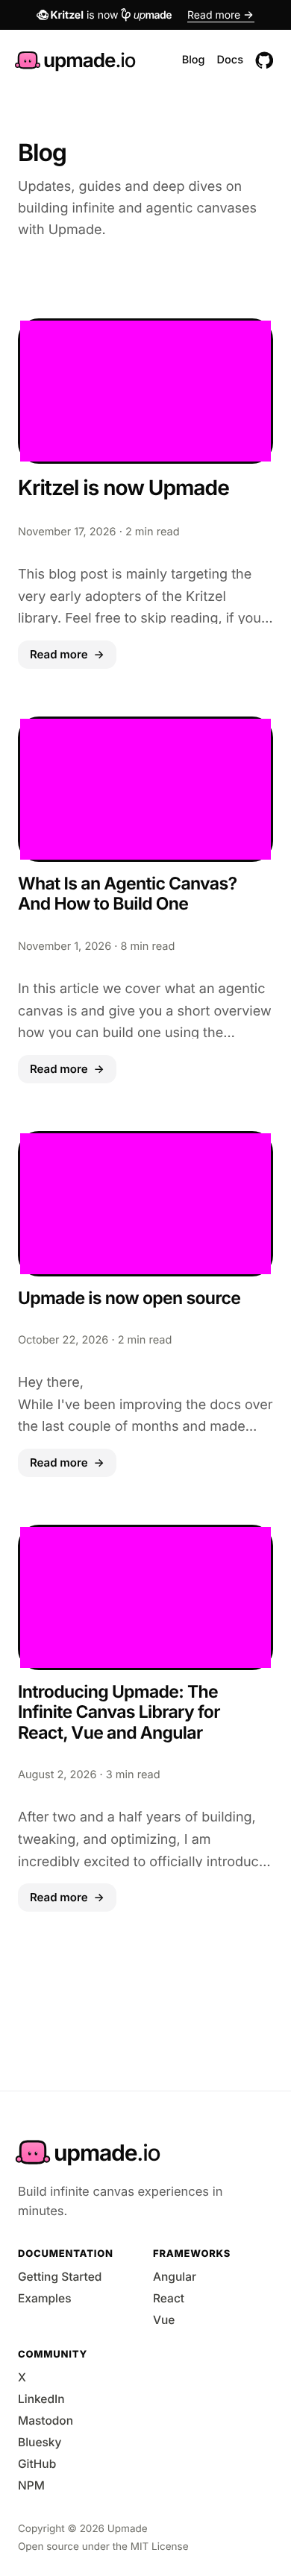 Kritzel is now upmade Read more →
upmade.io Blog Docs
Blog
Updates, guides and deep dives on
building infinite and agentic canvases
with Upmade.
Kritzel is now Upmade
November 17, 2026 · 2 min read
This blog post is mainly targeting the
very early adopters of the Kritzel
library. Feel free to skip reading, if you...
Read more →
What Is an Agentic Canvas?
And How to Build One
November 1, 2026 · 8 min read
In this article we cover what an agentic
canvas is and give you a short overview
how you can build one using the...
Read more →
Upmade is now open source
October 22, 2026 · 2 min read
Hey there,
While I've been improving the docs over
the last couple of months and made...
Read more →
Introducing Upmade: The
Infinite Canvas Library for
React, Vue and Angular
August 2, 2026 · 3 min read
After two and a half years of building,
tweaking, and optimizing, I am
incredibly excited to officially introduc...
Read more →
upmade.io
Build infinite canvas experiences in
minutes.
DOCUMENTATION
Getting Started
Examples
FRAMEWORKS
Angular
React
Vue
COMMUNITY
X
LinkedIn
Mastodon
Bluesky
GitHub
NPM
Copyright © 2026 Upmade
Open source under the MIT License